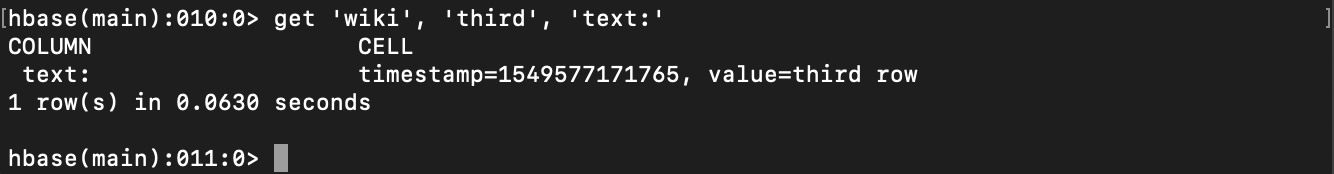 [hbase(main):010:0> get 'wiki', 'third', 'text:' ]
COLUMN                   CELL
 text:                   timestamp=1549577171765, value=third row
1 row(s) in 0.0630 seconds

hbase(main):011:0>